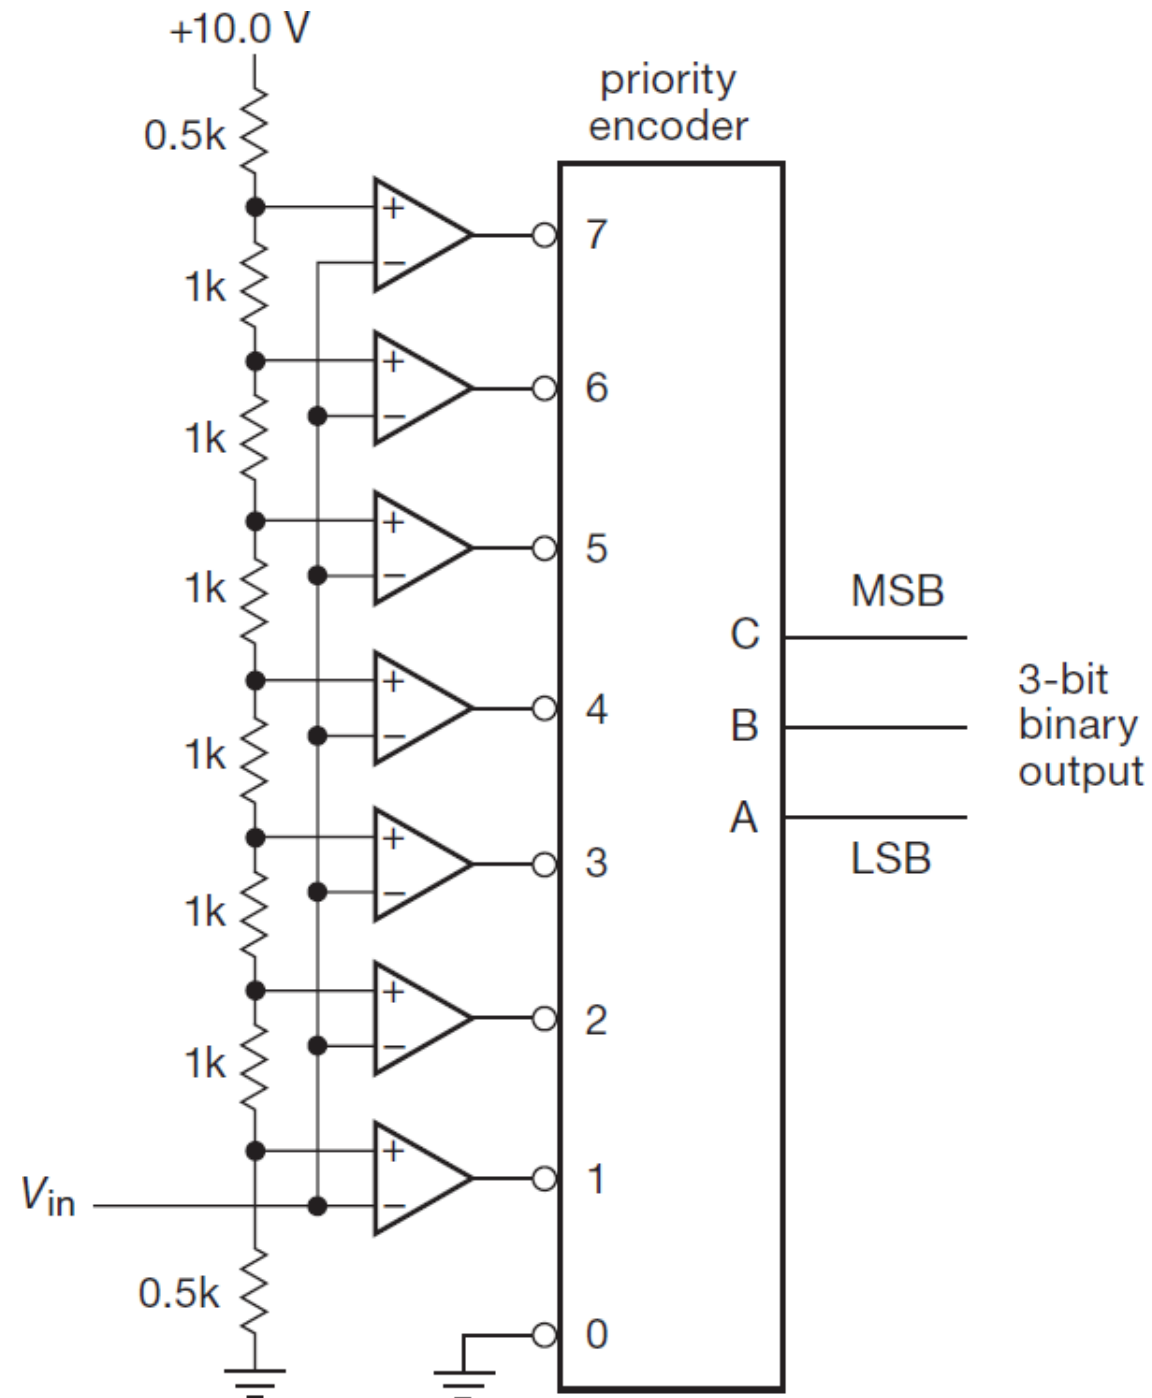 +10.0 V
priority
encoder
0.5k
+
−
7
1k
+
−
6
1k
+
−
5
1k
MSB
C
+
−
4
3-bit
binary
output
B
1k
A
LSB
+
−
3
1k
+
−
2
1k
+
−
1
Vin
0.5k
0